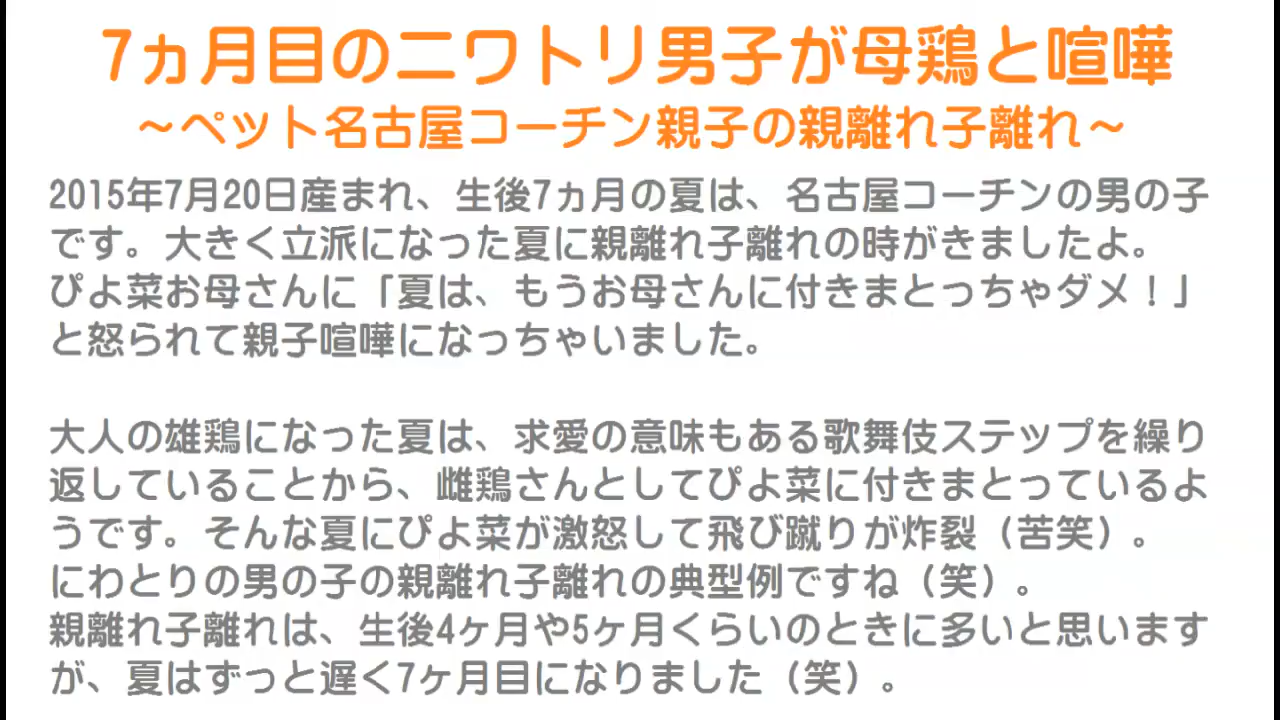 7ヵ月目のニワトリ男子が母鶏と喧嘩
～ペット名古屋コーチン親子の親離れ子離れ～
2015年7月20日産まれ、生後7ヵ月の夏は、名古屋コーチンの男の子
です。大きく立派になった夏に親離れ子離れの時がきましたよ。
ぴよ菜お母さんに「夏は、もうお母さんに付きまとっちゃダメ！」
と怒られて親子喧嘩になっちゃいました。
大人の雄鶏になった夏は、求愛の意味もある歌舞伎ステップを繰り
返していることから、雌鶏さんとしてぴよ菜に付きまとっているよ
うです。そんな夏にぴよ菜が激怒して飛び蹴りが炸裂（苦笑）。
にわとりの男の子の親離れ子離れの典型例ですね（笑）。
親離れ子離れは、生後4ヶ月や5ヶ月くらいのときに多いと思います
が、夏はずっと遅く7ヶ月目になりました（笑）。